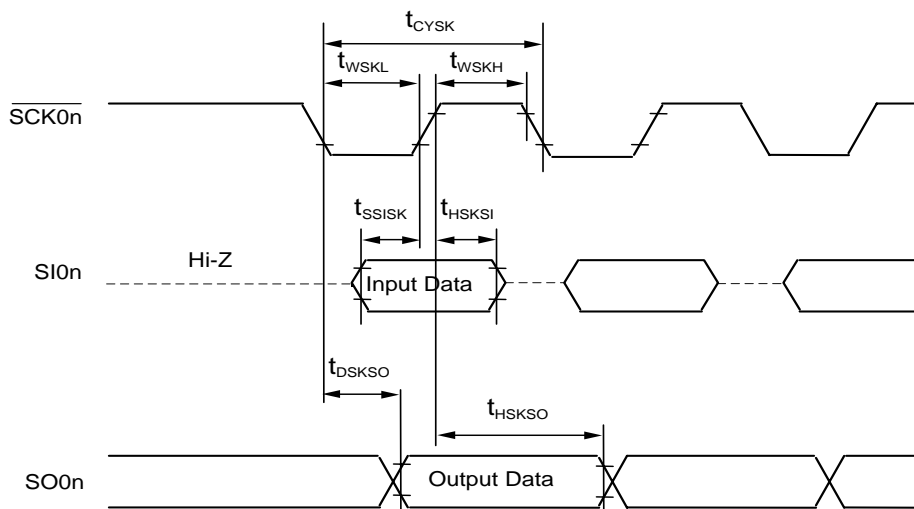 tCYSK
tWSKL tWSKH
SCK0n
tSSISK tHSKSI
Hi-Z
SI0n
Input Data
tDSKSO
tHSKSO
SO0n
Output Data